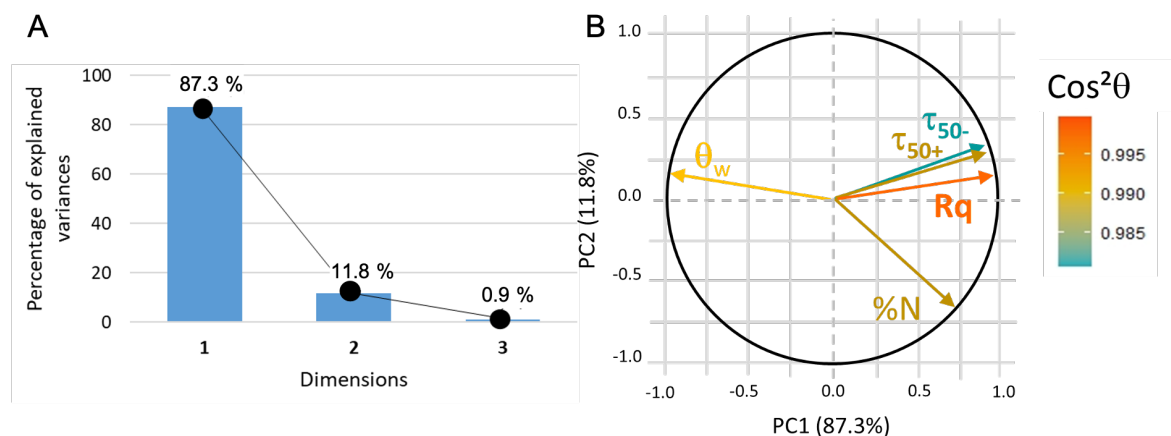 A
Percentage of explained
variances
100
80
60
40
20
0
87.3 %
11.8 %
0.9 %
1 2 3
Dimensions
B
PC2 (11.8%)
1.0
0.5
0.0
-0.5
-1.0
τ50-
τ50+
θw
Rq
%N
-1.0 -0.5 0.0 0.5 1.0
PC1 (87.3%)
Cos²θ
0.995
0.990
0.985